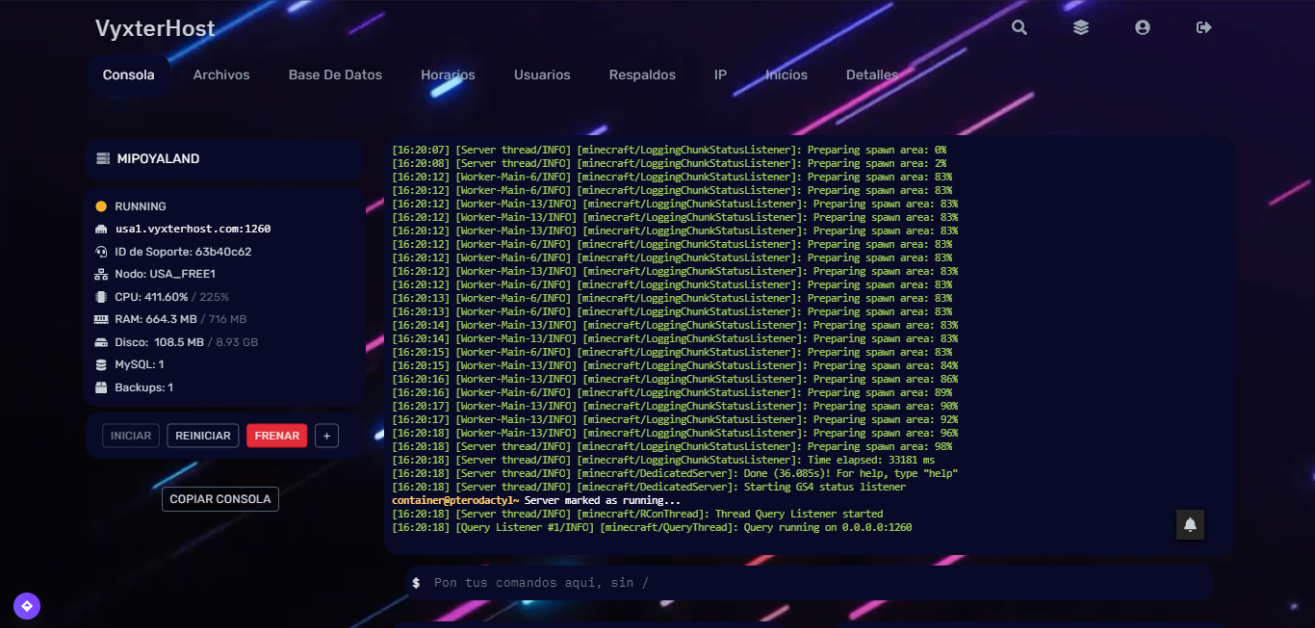 VyxterHost
Consola Archivos Base De Datos Horarios Usuarios Respaldos IP Inicios Detalles
MIPOYALAND
RUNNING
usa1.vyxterhost.com:1260
ID de Soporte: 63b40c62
Nodo: USA_FREE1
CPU: 411.60% / 225%
RAM: 664.3 MB / 716 MB
Disco: 108.5 MB / 8.93 GB
MySQL: 1
Backups: 1
INICIAR REINICIAR FRENAR +
COPIAR CONSOLA
[16:20:07] [Server thread/INFO] [minecraft/LoggingChunkStatusListener]: Preparing spawn area: 0%
[16:20:08] [Server thread/INFO] [minecraft/LoggingChunkStatusListener]: Preparing spawn area: 2%
[16:20:12] [Worker-Main-6/INFO] [minecraft/LoggingChunkStatusListener]: Preparing spawn area: 83%
[16:20:12] [Worker-Main-6/INFO] [minecraft/LoggingChunkStatusListener]: Preparing spawn area: 83%
[16:20:12] [Worker-Main-13/INFO] [minecraft/LoggingChunkStatusListener]: Preparing spawn area: 83%
[16:20:12] [Worker-Main-13/INFO] [minecraft/LoggingChunkStatusListener]: Preparing spawn area: 83%
[16:20:12] [Worker-Main-13/INFO] [minecraft/LoggingChunkStatusListener]: Preparing spawn area: 83%
[16:20:12] [Worker-Main-6/INFO] [minecraft/LoggingChunkStatusListener]: Preparing spawn area: 83%
[16:20:12] [Worker-Main-6/INFO] [minecraft/LoggingChunkStatusListener]: Preparing spawn area: 83%
[16:20:12] [Worker-Main-13/INFO] [minecraft/LoggingChunkStatusListener]: Preparing spawn area: 83%
[16:20:12] [Worker-Main-6/INFO] [minecraft/LoggingChunkStatusListener]: Preparing spawn area: 83%
[16:20:13] [Worker-Main-6/INFO] [minecraft/LoggingChunkStatusListener]: Preparing spawn area: 83%
[16:20:13] [Worker-Main-6/INFO] [minecraft/LoggingChunkStatusListener]: Preparing spawn area: 83%
[16:20:14] [Worker-Main-13/INFO] [minecraft/LoggingChunkStatusListener]: Preparing spawn area: 83%
[16:20:14] [Worker-Main-13/INFO] [minecraft/LoggingChunkStatusListener]: Preparing spawn area: 83%
[16:20:15] [Worker-Main-6/INFO] [minecraft/LoggingChunkStatusListener]: Preparing spawn area: 83%
[16:20:15] [Worker-Main-13/INFO] [minecraft/LoggingChunkStatusListener]: Preparing spawn area: 84%
[16:20:16] [Worker-Main-13/INFO] [minecraft/LoggingChunkStatusListener]: Preparing spawn area: 86%
[16:20:16] [Worker-Main-6/INFO] [minecraft/LoggingChunkStatusListener]: Preparing spawn area: 89%
[16:20:17] [Worker-Main-13/INFO] [minecraft/LoggingChunkStatusListener]: Preparing spawn area: 90%
[16:20:17] [Worker-Main-13/INFO] [minecraft/LoggingChunkStatusListener]: Preparing spawn area: 92%
[16:20:18] [Worker-Main-13/INFO] [minecraft/LoggingChunkStatusListener]: Preparing spawn area: 96%
[16:20:18] [Server thread/INFO] [minecraft/LoggingChunkStatusListener]: Preparing spawn area: 98%
[16:20:18] [Server thread/INFO] [minecraft/LoggingChunkStatusListener]: Time elapsed: 33181 ms
[16:20:18] [Server thread/INFO] [minecraft/DedicatedServer]: Done (36.085s)! For help, type "help"
[16:20:18] [Server thread/INFO] [minecraft/DedicatedServer]: Starting GS4 status listener
container@pterodactyl~ Server marked as running...
[16:20:18] [Server thread/INFO] [minecraft/RConThread]: Thread Query Listener started
[16:20:18] [Query Listener #1/INFO] [minecraft/QueryThread]: Query running on 0.0.0.0:1260
$ Pon tus comandos aqui, sin /